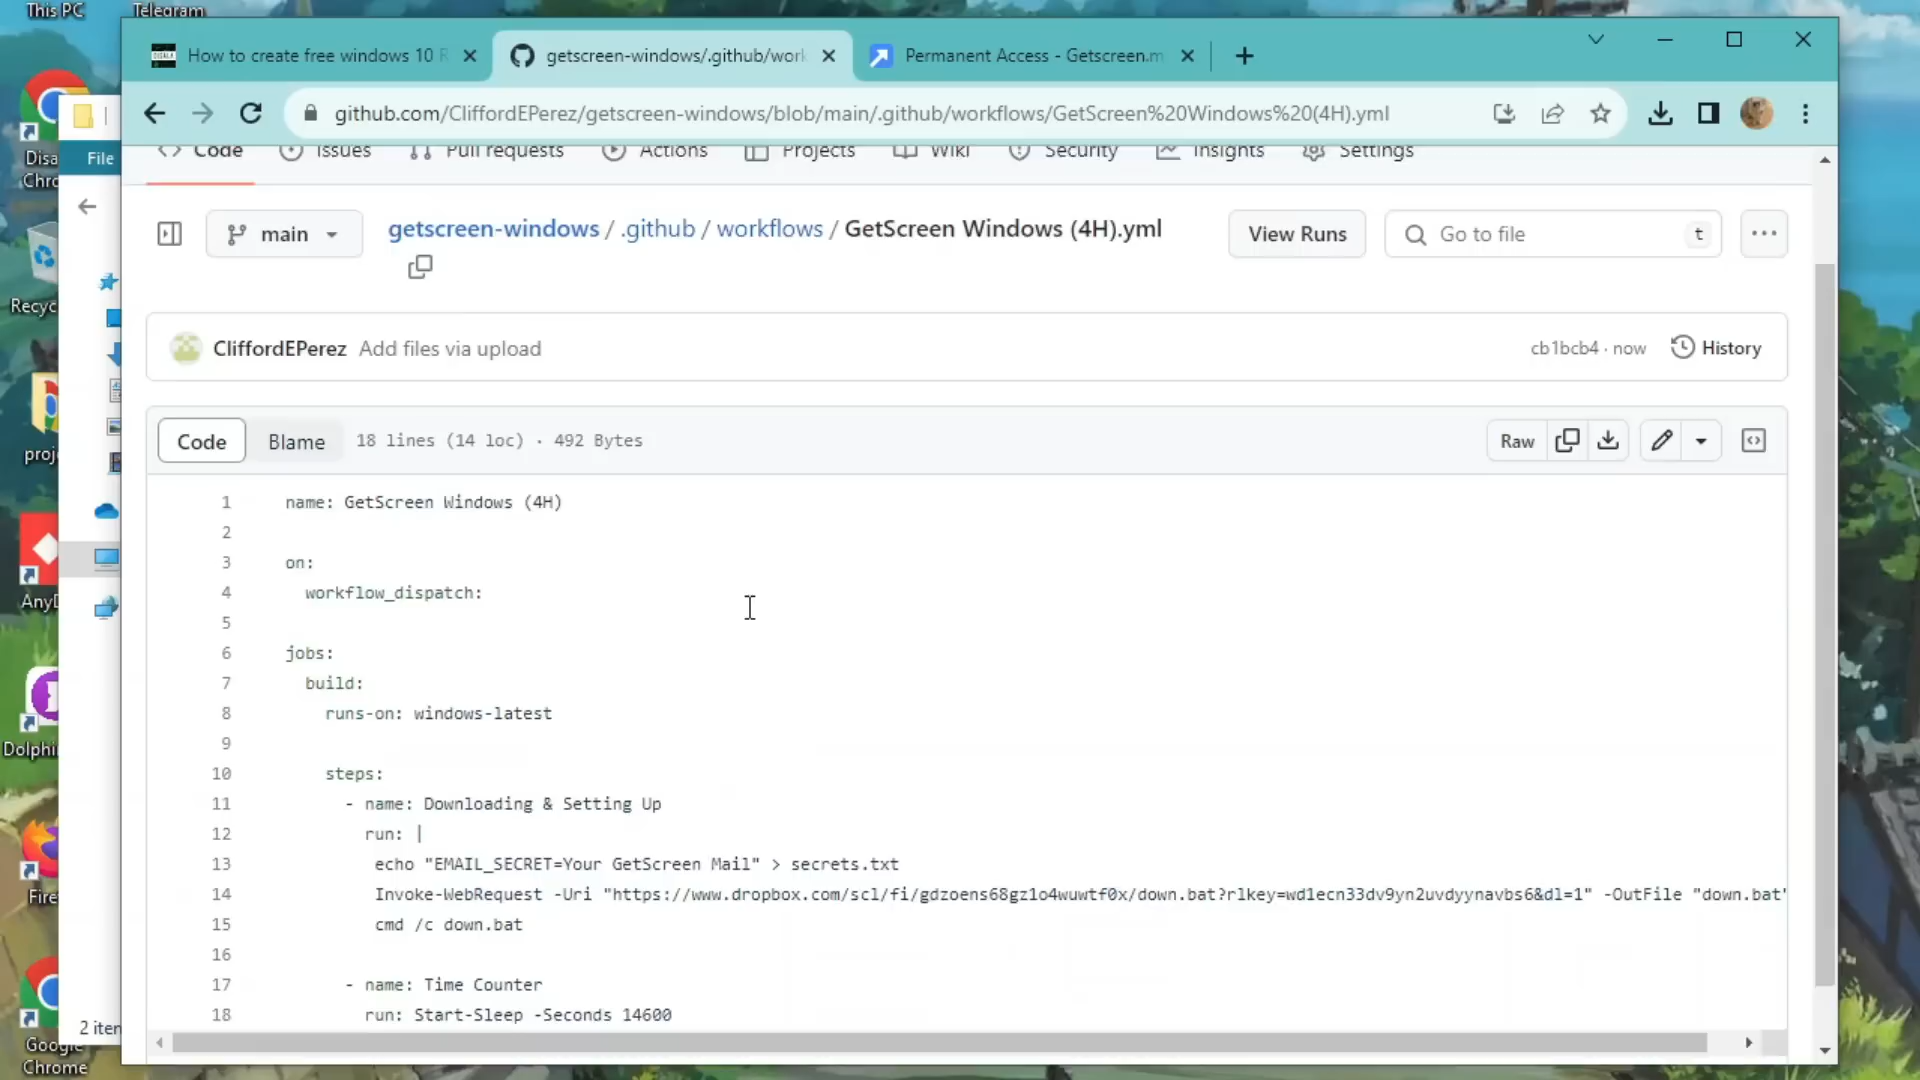 This PC
Telegram
How to create free windows 10 R
getscreen-windows/.github/work
Permanent Access - Getscreen.m
github.com/CliffordEPerez/getscreen-windows/blob/main/.github/workflows/GetScreen%20Windows%20(4H).yml
Disa
Chro
Recyc
proje
AnyD
Dolphi
Fire
Google
Chrome
File
2 iten
Code
Issues
Pull requests
Actions
Projects
Wiki
Security
Insights
Settings
main
getscreen-windows / .github / workflows / GetScreen Windows (4H).yml
View Runs
Go to file
t
CliffordEPerez Add files via upload
cb1bcb4 · now
History
Code
Blame
18 lines (14 loc) · 492 Bytes
Raw
1 name: GetScreen Windows (4H)
2
3 on:
4 workflow_dispatch:
5
6 jobs:
7 build:
8 runs-on: windows-latest
9
10 steps:
11 - name: Downloading & Setting Up
12 run: |
13 echo "EMAIL_SECRET=Your GetScreen Mail" > secrets.txt
14 Invoke-WebRequest -Uri "https://www.dropbox.com/scl/fi/gdzoens68gz1o4wuwtf0x/down.bat?rlkey=wd1ecn33dv9yn2uvdyynavbs6&dl=1" -OutFile "down.bat"
15 cmd /c down.bat
16
17 - name: Time Counter
18 run: Start-Sleep -Seconds 14600